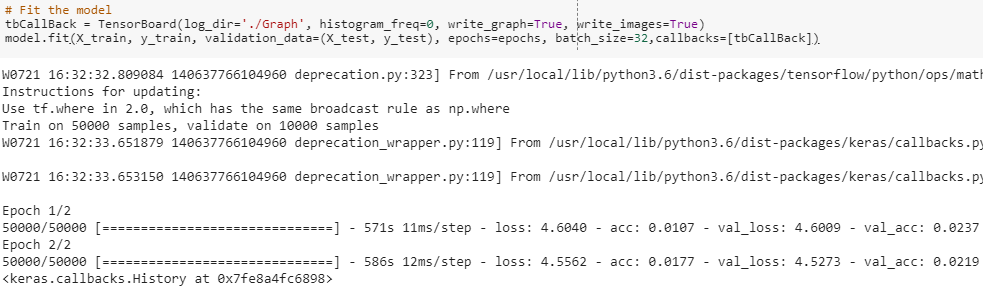 # Fit the model
tbCallBack = TensorBoard(log_dir='./Graph', histogram_freq=0, write_graph=True, write_images=True)
model.fit(X_train, y_train, validation_data=(X_test, y_test), epochs=epochs, batch_size=32,callbacks=[tbCallBack])
W0721 16:32:32.809084 140637766104960 deprecation.py:323] From /usr/local/lib/python3.6/dist-packages/tensorflow/python/ops/math
Instructions for updating:
Use tf.where in 2.0, which has the same broadcast rule as np.where
Train on 50000 samples, validate on 10000 samples
W0721 16:32:33.651879 140637766104960 deprecation_wrapper.py:119] From /usr/local/lib/python3.6/dist-packages/keras/callbacks.py
W0721 16:32:33.653150 140637766104960 deprecation_wrapper.py:119] From /usr/local/lib/python3.6/dist-packages/keras/callbacks.py
Epoch 1/2
50000/50000 [==============================] - 571s 11ms/step - loss: 4.6040 - acc: 0.0107 - val_loss: 4.6009 - val_acc: 0.0237
Epoch 2/2
50000/50000 [==============================] - 586s 12ms/step - loss: 4.5562 - acc: 0.0177 - val_loss: 4.5273 - val_acc: 0.0219
<keras.callbacks.History at 0x7fe8a4fc6898>